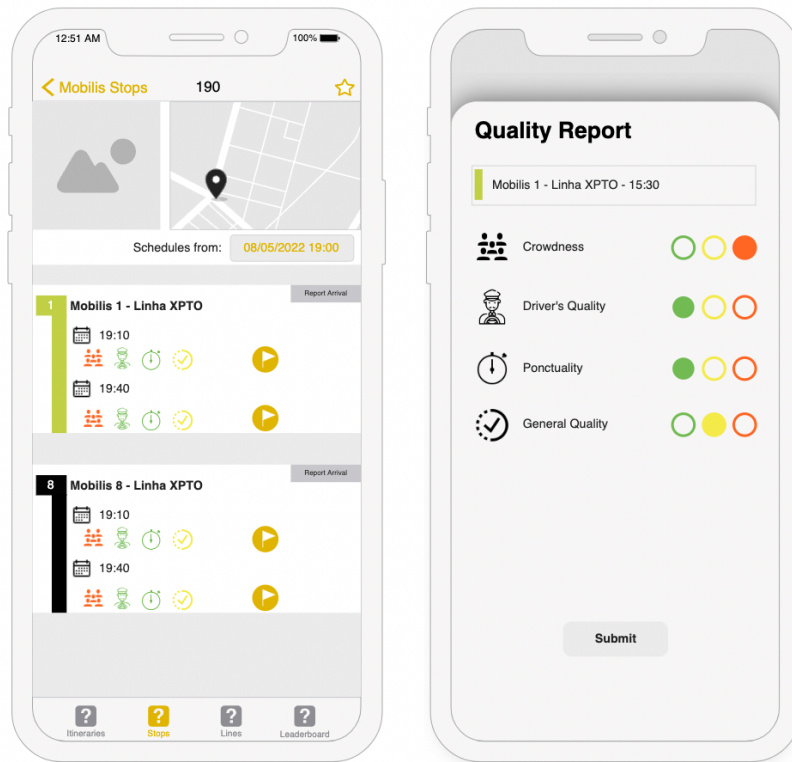 12:51 AM
100%
Mobilis Stops
190
Schedules from:
08/05/2022 19:00
Report Arrival
1
Mobilis 1 - Linha XPTO
19:10
19:40
Report Arrival
8
Mobilis 8 - Linha XPTO
19:10
19:40
?
?
?
?
Itineraries
Stops
Lines
Leaderboard
Quality Report
Mobilis 1 - Linha XPTO - 15:30
Crowdness
Driver's Quality
Ponctuality
General Quality
Submit